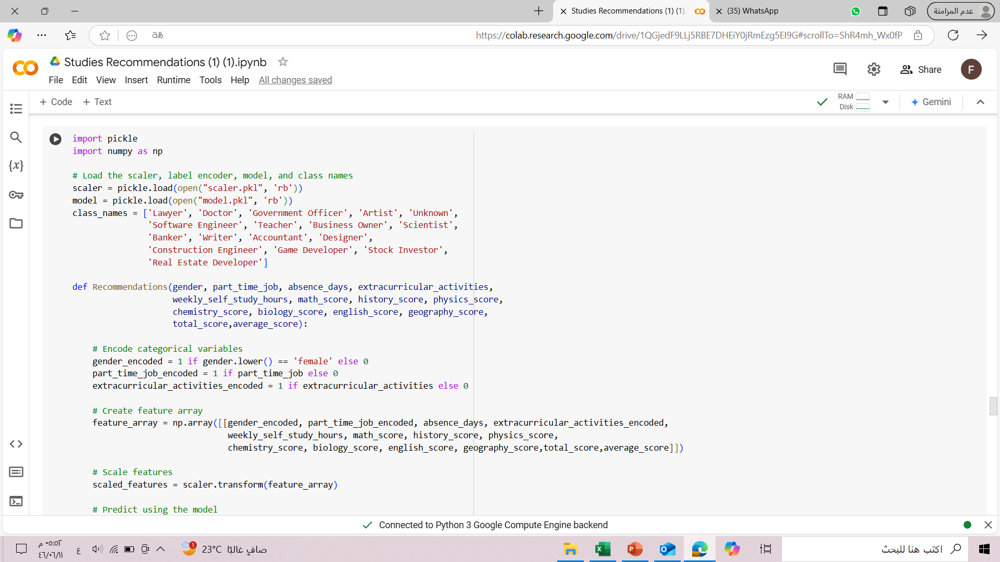 Studies Recommendations (1) (1).
(35) WhatsApp
عدم المزامنة
https://colab.research.google.com/drive/1QGjedF9LLj5RBE7DHEiY0jRmEzg5EI9G#scrollTo=ShR4mh_Wx0fP
Studies Recommendations (1) (1).ipynb
Share
F
File Edit View Insert Runtime Tools Help All changes saved
+ Code + Text
RAM
Disk
Gemini
import pickle
import numpy as np
# Load the scaler, label encoder, model, and class names
scaler = pickle.load(open("scaler.pkl", 'rb'))
model = pickle.load(open("model.pkl", 'rb'))
class_names = ['Lawyer', 'Doctor', 'Government Officer', 'Artist', 'Unknown',
'Software Engineer', 'Teacher', 'Business Owner', 'Scientist',
'Banker', 'Writer', 'Accountant', 'Designer',
'Construction Engineer', 'Game Developer', 'Stock Investor',
'Real Estate Developer']
def Recommendations(gender, part_time_job, absence_days, extracurricular_activities,
weekly_self_study_hours, math_score, history_score, physics_score,
chemistry_score, biology_score, english_score, geography_score,
total_score,average_score):
# Encode categorical variables
gender_encoded = 1 if gender.lower() == 'female' else 0
part_time_job_encoded = 1 if part_time_job else 0
extracurricular_activities_encoded = 1 if extracurricular_activities else 0
# Create feature array
feature_array = np.array([[gender_encoded, part_time_job_encoded, absence_days, extracurricular_activities_encoded,
weekly_self_study_hours, math_score, history_score, physics_score,
chemistry_score, biology_score, english_score, geography_score,total_score,average_score]])
# Scale features
scaled_features = scaler.transform(feature_array)
# Predict using the model
Connected to Python 3 Google Compute Engine backend
٠٥:٥٢ م
٤٦/٠٦/١١
ع
1
23°C صافٍ غالبًا
اكتب هنا للبحث